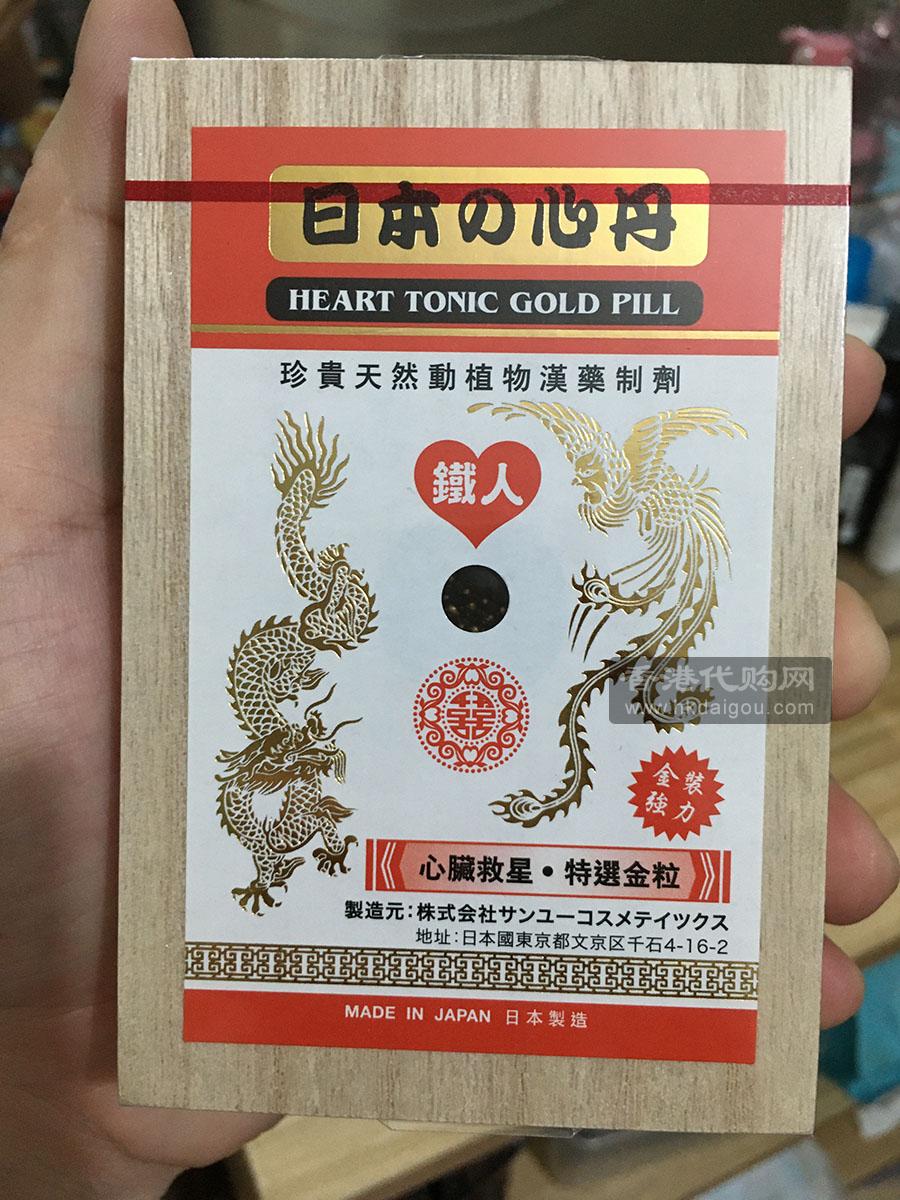 日本の心丹
HEART TONIC GOLD PILL
珍貴天然動植物漢藥制劑
鐵人
香港代购网
www.hkdaigou.com
金裝
強力
心臟救星・特選金粒
製造元:株式会社サンユーコスメテイツクス
地址:日本國東京都文京区千石4-16-2
MADE IN JAPAN 日本製造